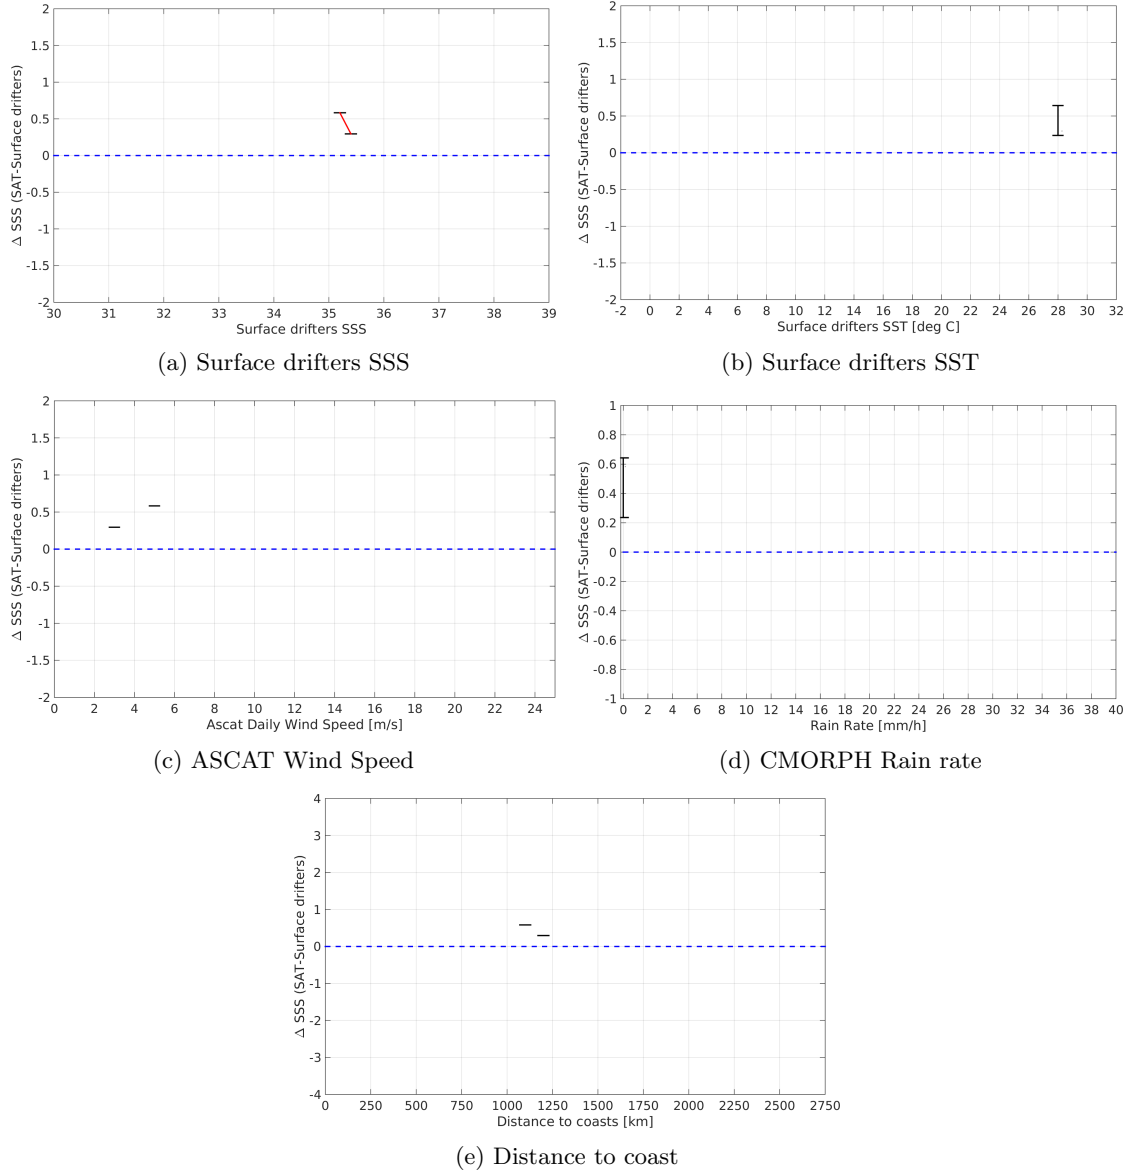 2
1.5
1
0.5
0
-0.5
-1
-1.5
-2
Δ SSS (SAT-Surface drifters)
30 31 32 33 34 35 36 37 38 39
Surface drifters SSS
(a) Surface drifters SSS
2
1.5
1
0.5
0
-0.5
-1
-1.5
-2
Δ SSS (SAT-Surface drifters)
-2 0 2 4 6 8 10 12 14 16 18 20 22 24 26 28 30 32
Surface drifters SST [deg C]
(b) Surface drifters SST
2
1.5
1
0.5
0
-0.5
-1
-1.5
-2
Δ SSS (SAT-Surface drifters)
0 2 4 6 8 10 12 14 16 18 20 22 24
Ascat Daily Wind Speed [m/s]
(c) ASCAT Wind Speed
1
0.8
0.6
0.4
0.2
0
-0.2
-0.4
-0.6
-0.8
-1
Δ SSS (SAT-Surface drifters)
0 2 4 6 8 10 12 14 16 18 20 22 24 26 28 30 32 34 36 38 40
Rain Rate [mm/h]
(d) CMORPH Rain rate
4
3
2
1
0
-1
-2
-3
-4
Δ SSS (SAT-Surface drifters)
0 250 500 750 1000 1250 1500 1750 2000 2250 2500 2750
Distance to coasts [km]
(e) Distance to coast